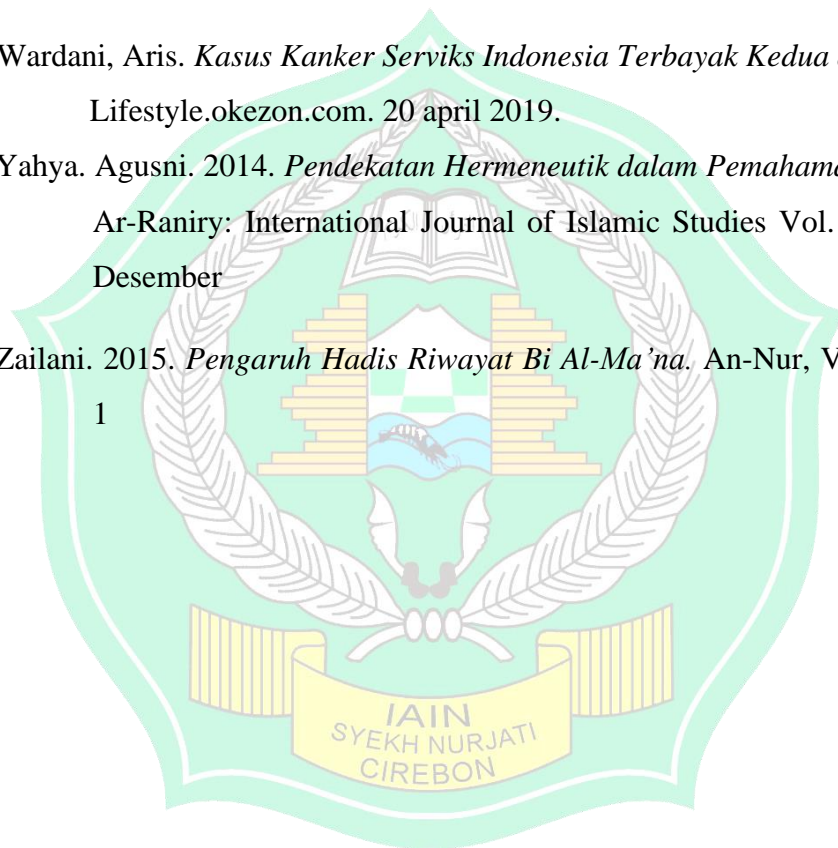 Wardani, Aris. Kasus Kanker Serviks Indonesia Terbayak Kedua
Lifestyle.okezon.com. 20 april 2019.
Yahya. Agusni. 2014. Pendekatan Hermeneutik dalam
Ar-Raniry: International Journal of Islamic Studies Vol.
Desember
Zailani. 2015. Pengaruh Hadis Riwayat Bi Al-Ma’na. An-Nur,
1
IAIN
SYEKH NURJATI
CIREBON